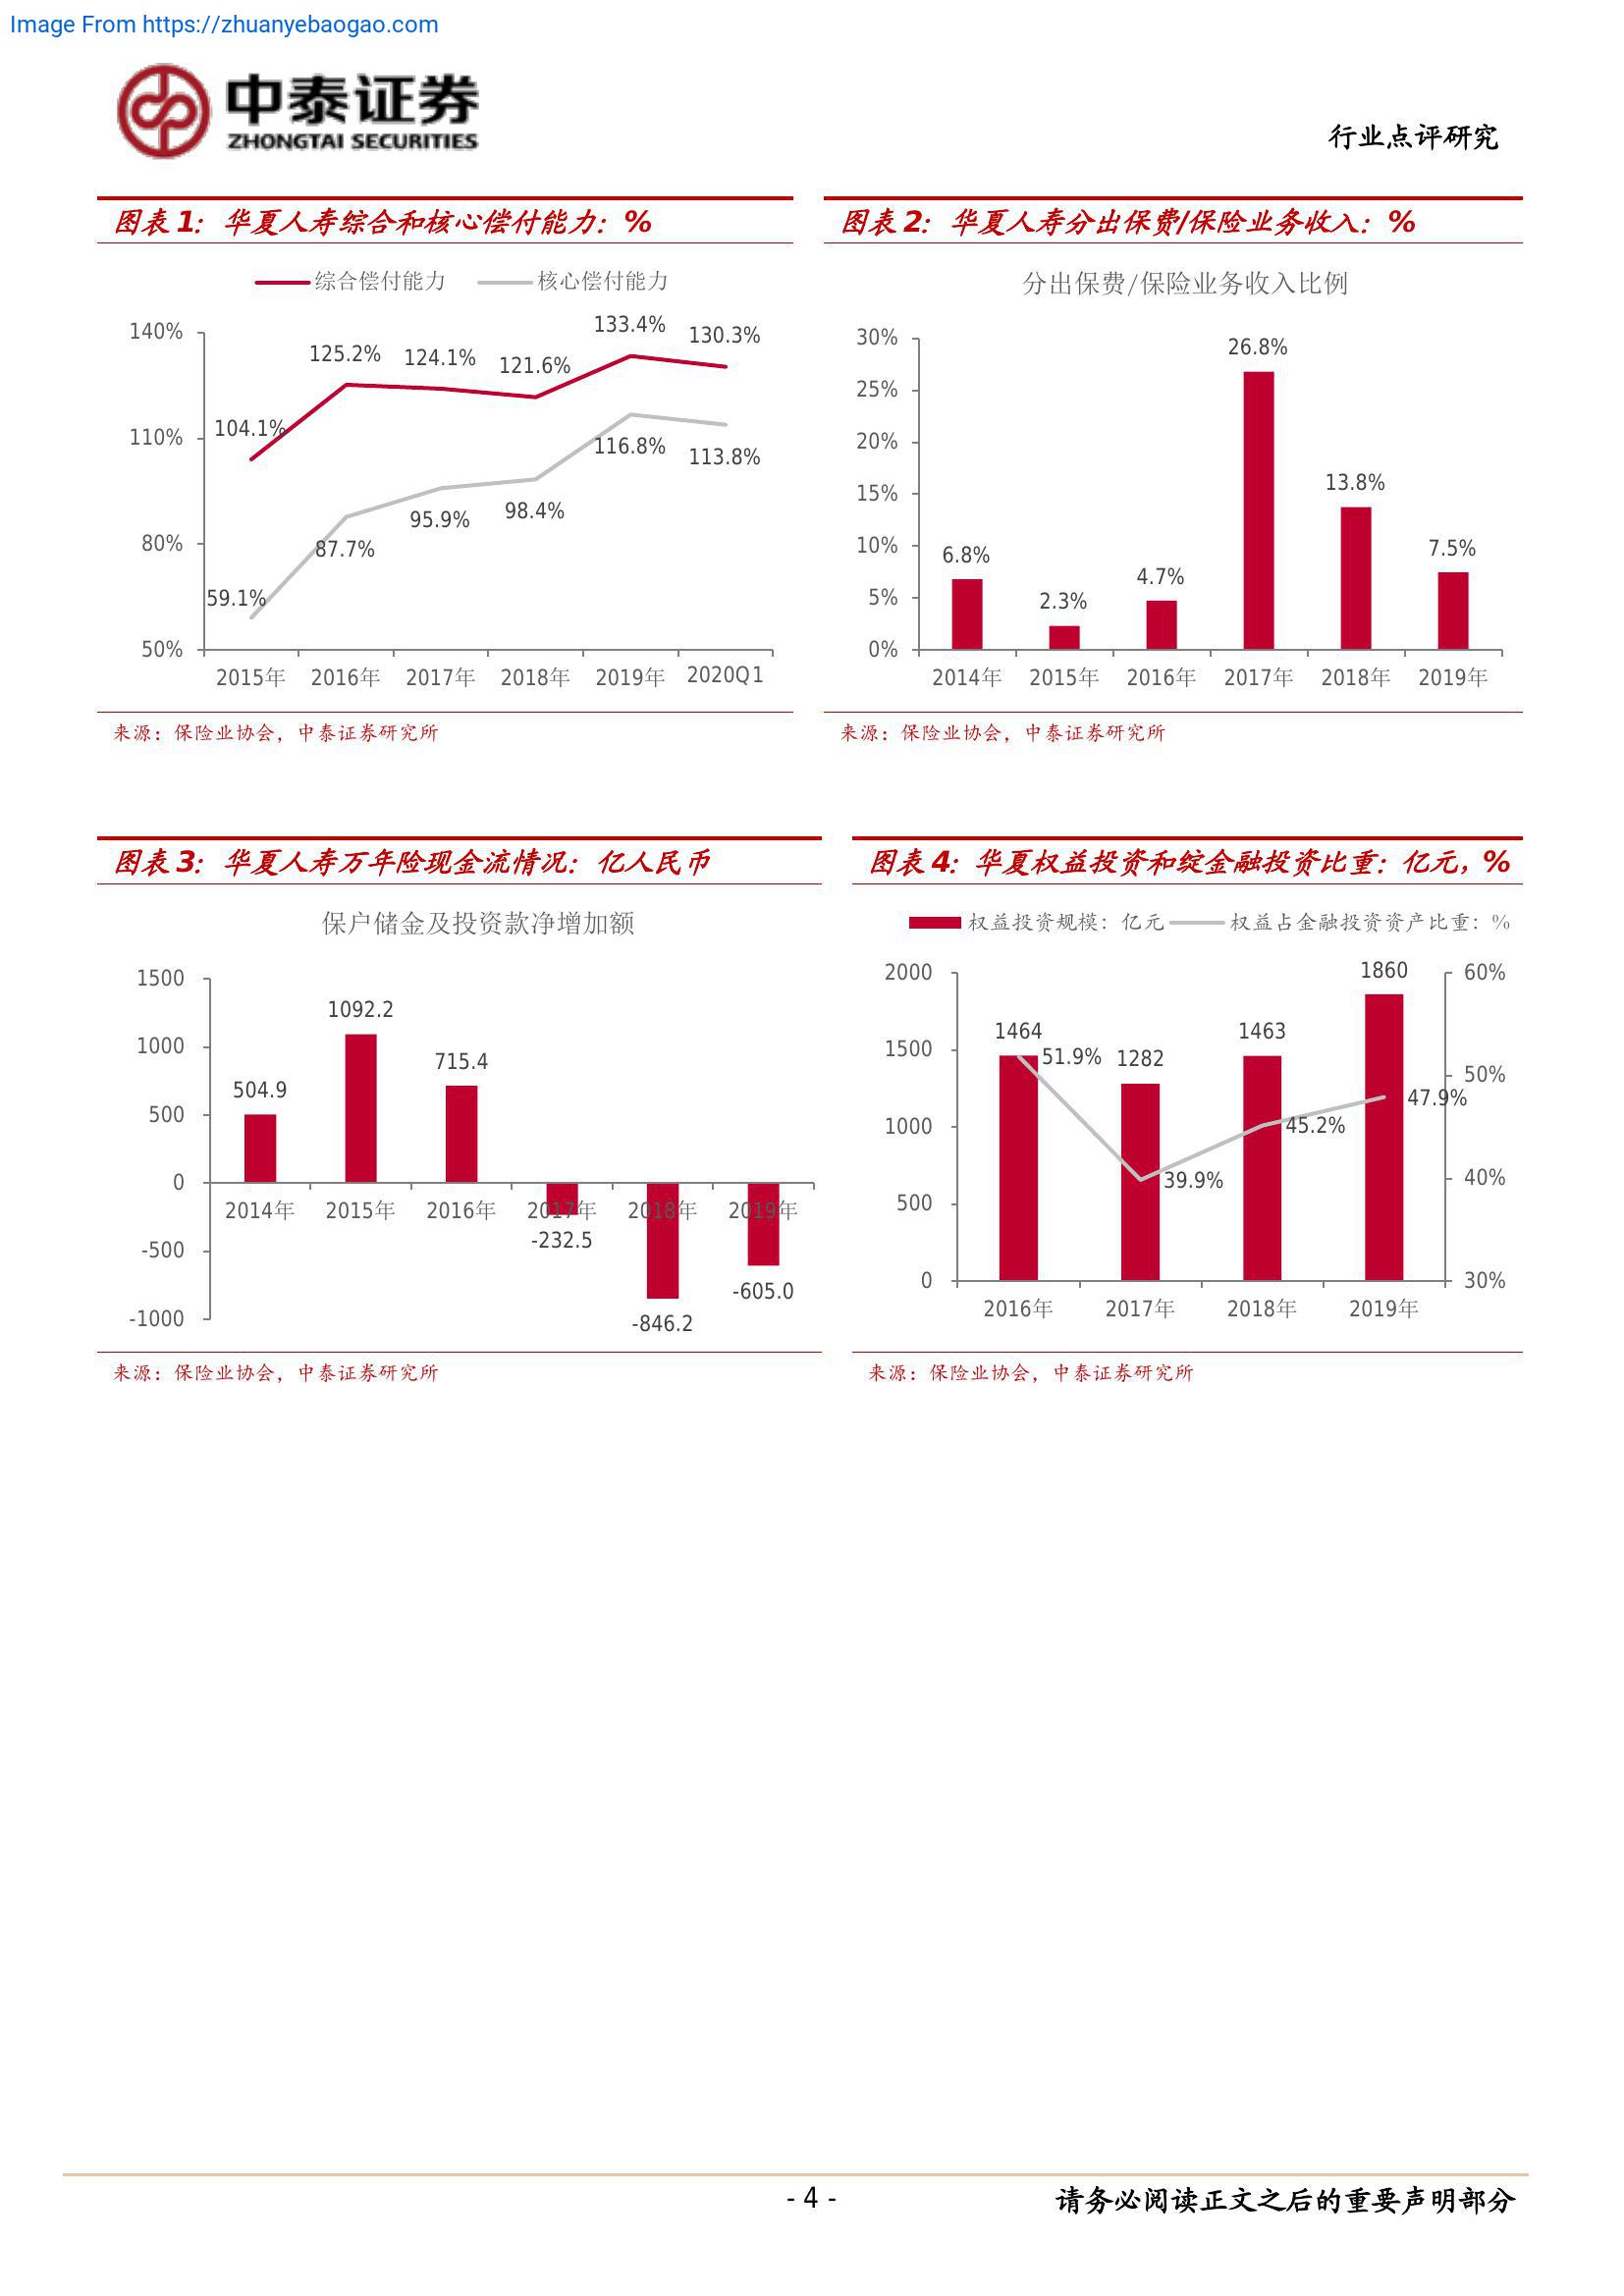 Image From https://zhuanyebaogao.com
中泰证券
ZHONGTAI SECURITIES
行业点评研究
图表 1：华夏人寿综合和核心偿付能力：%
综合偿付能力 核心偿付能力
140%
110%
80%
50%
104.1%
125.2%
124.1%
121.6%
133.4%
130.3%
59.1%
87.7%
95.9%
98.4%
116.8%
113.8%
2015年 2016年 2017年 2018年 2019年 2020Q1
来源：保险业协会，中泰证券研究所
图表 2：华夏人寿分出保费/保险业务收入：%
分出保费/保险业务收入比例
30%
25%
20%
15%
10%
5%
0%
6.8%
2.3%
4.7%
26.8%
13.8%
7.5%
2014年 2015年 2016年 2017年 2018年 2019年
来源：保险业协会，中泰证券研究所
图表 3：华夏人寿万年险现金流情况：亿人民币
保户储金及投资款净增加额
1500
1000
500
0
-500
-1000
504.9
1092.2
715.4
-232.5
-846.2
-605.0
2014年 2015年 2016年 2017年 2018年 2019年
来源：保险业协会，中泰证券研究所
图表 4：华夏权益投资和绽金融投资比重：亿元，%
权益投资规模：亿元 权益占金融投资资产比重：%
2000
1500
1000
500
0
60%
50%
40%
30%
1464
1282
1463
1860
51.9%
39.9%
45.2%
47.9%
2016年 2017年 2018年 2019年
来源：保险业协会，中泰证券研究所
- 4 -
请务必阅读正文之后的重要声明部分